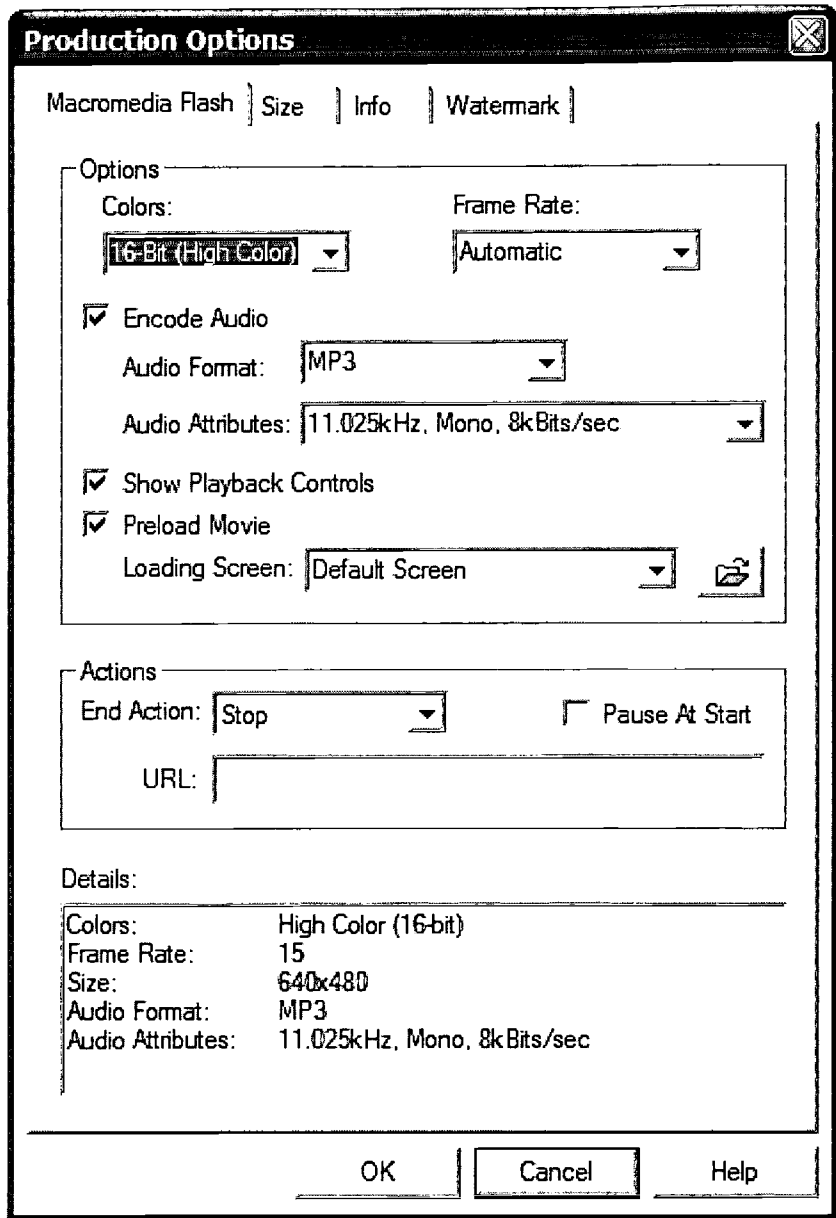 Production Options
Macromedia Flash Size Info Watermark
Options
Colors: Frame Rate:
16-Bit (High Color) Automatic
Encode Audio
Audio Format: MP3
Audio Attributes: 11.025kHz, Mono, 8kBits/sec
Show Playback Controls
Preload Movie
Loading Screen: Default Screen
Actions
End Action: Stop Pause At Start
URL:
Details:
Colors: High Color (16-bit)
Frame Rate: 15
Size: 640x480
Audio Format: MP3
Audio Attributes: 11.025kHz, Mono, 8kBits/sec
OK Cancel Help